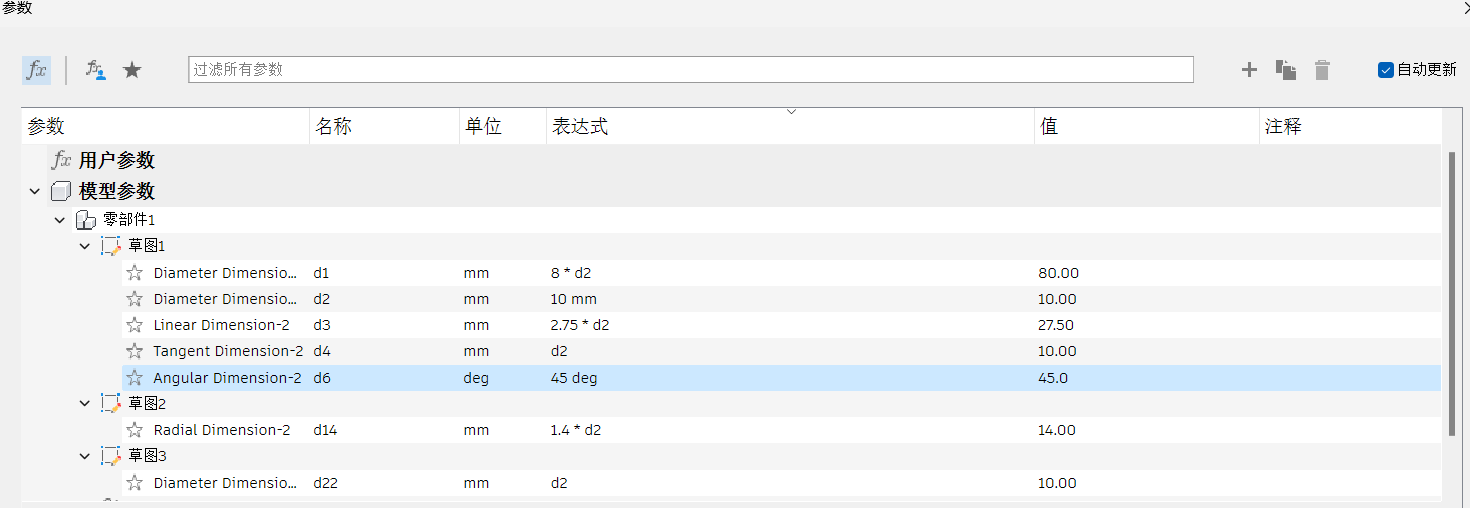 参数
fx 过滤所有参数 自动更新
参数 名称 单位 表达式 值 注释
fx 用户参数
模型参数
零部件1
草图1
Diameter Dimensio... d1 mm 8 * d2 80.00
Diameter Dimensio... d2 mm 10 mm 10.00
Linear Dimension-2 d3 mm 2.75 * d2 27.50
Tangent Dimension-2 d4 mm d2 10.00
Angular Dimension-2 d6 deg 45 deg 45.0
草图2
Radial Dimension-2 d14 mm 1.4 * d2 14.00
草图3
Diameter Dimensio... d22 mm d2 10.00